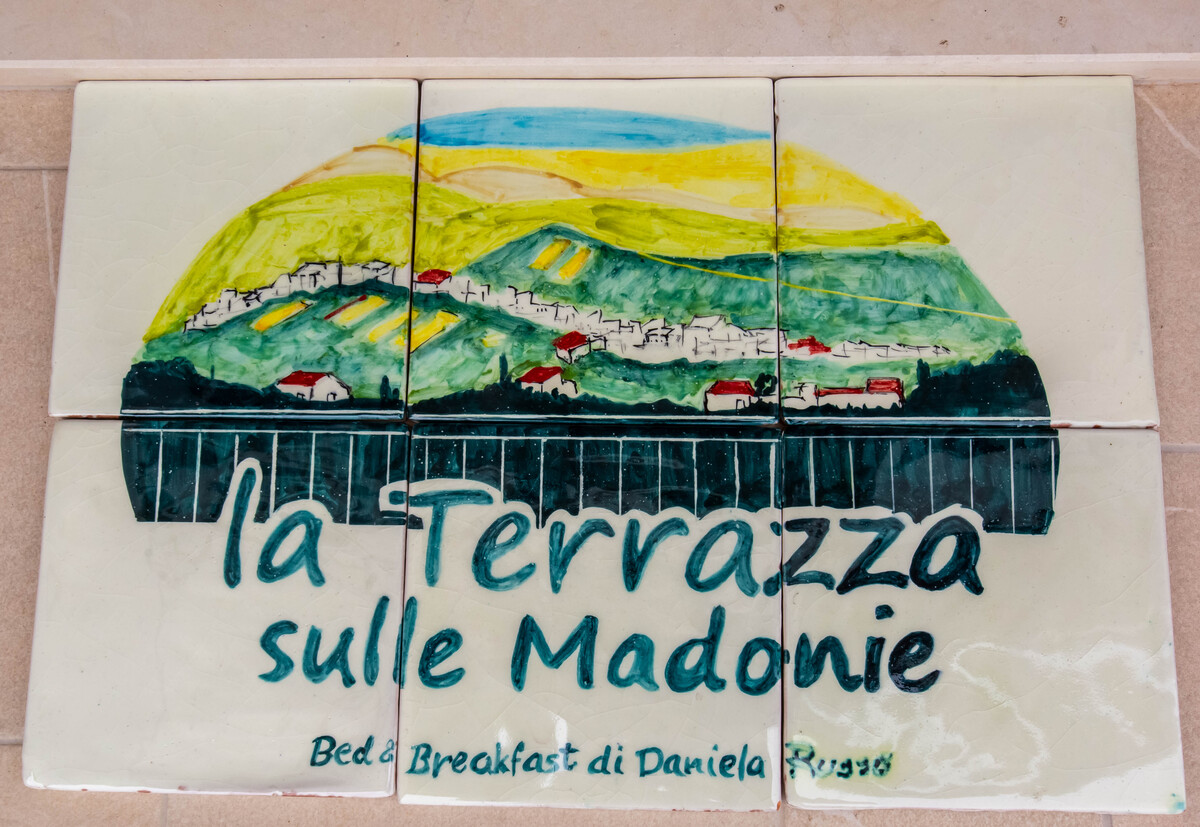 la Terrazza
sulle Madonie
Bed & Breakfast di Daniela Russo